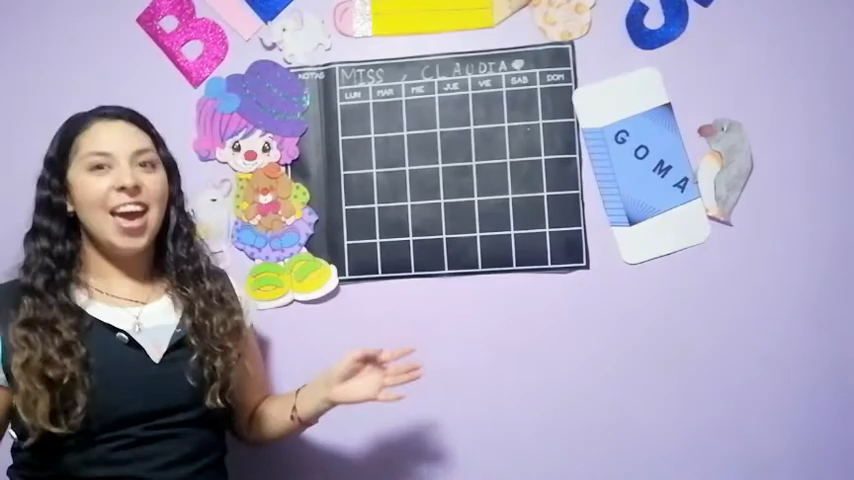 B
NOTAS
MISS, CLAUDIA
LUN MAR MIE JUE VIE SAB DOM
GOMA